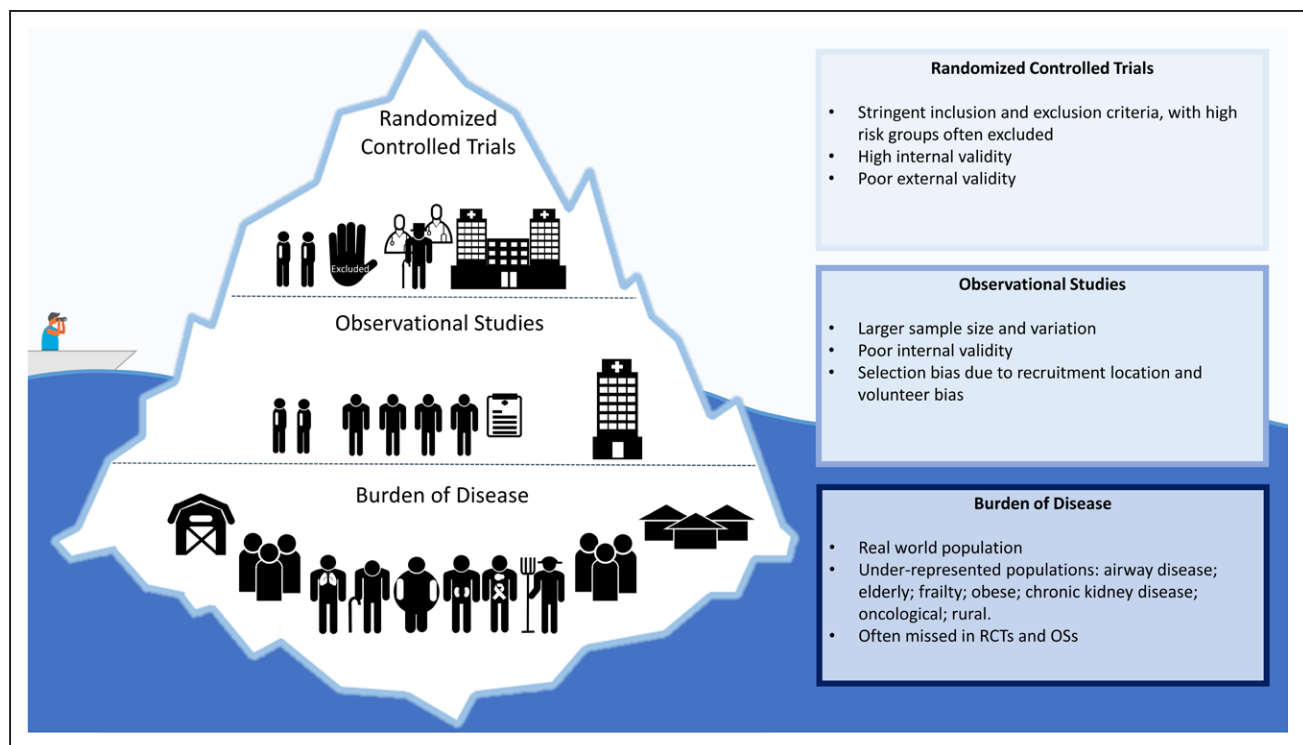 Randomized
Controlled Trials
Excluded
Observational Studies
Burden of Disease
Randomized Controlled Trials
• Stringent inclusion and exclusion criteria, with high
risk groups often excluded
• High internal validity
• Poor external validity
Observational Studies
• Larger sample size and variation
• Poor internal validity
• Selection bias due to recruitment location and
volunteer bias
Burden of Disease
• Real world population
• Under-represented populations: airway disease;
elderly; frailty; obese; chronic kidney disease;
oncological; rural.
• Often missed in RCTs and OSs